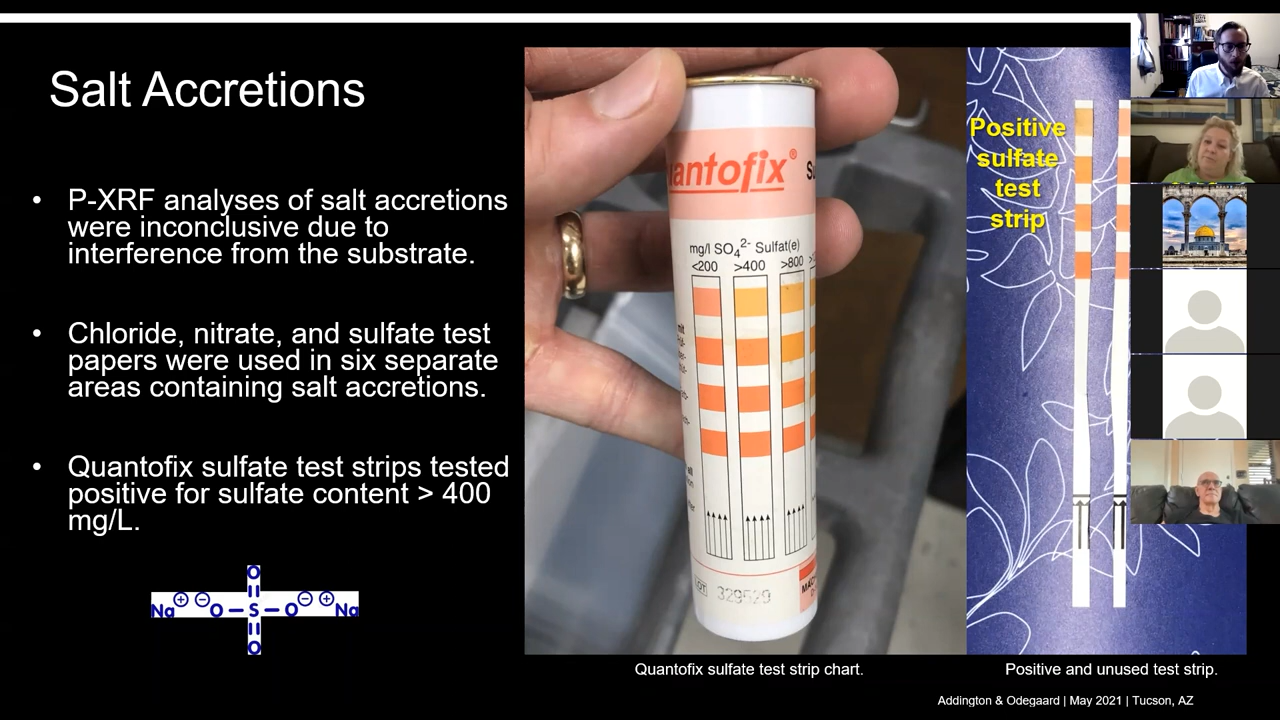 Salt Accretions
• P-XRF analyses of salt accretions
were inconclusive due to
interference from the substrate.
• Chloride, nitrate, and sulfate test
papers were used in six separate
areas containing salt accretions.
• Quantofix sulfate test strips tested
positive for sulfate content > 400
mg/L.
O
Na⊕ ⊖O–S–O⊖ ⊕Na
O
antofix®
mg/l SO₄²⁻ Sulfat(e)
<200 >400 >800
LOT 329529
Positive
sulfate
test
strip
Quantofix sulfate test strip chart.
Positive and unused test strip.
Addington & Odegaard | May 2021 | Tucson, AZ